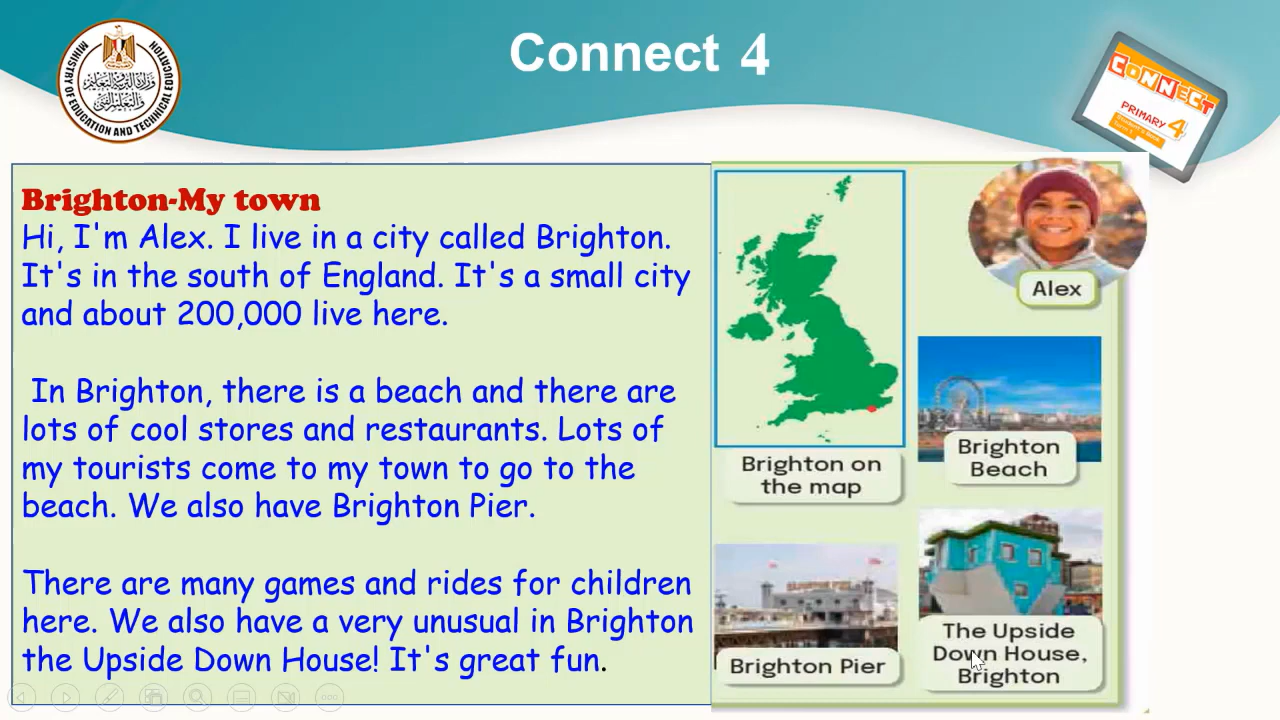 Connect 4
MINISTRY OF EDUCATION AND TECHNICAL EDUCATION
وزارة التربية والتعليم
والتعليم الفني
CONNECT
PRIMARY 4
Brighton-My town
Hi, I'm Alex. I live in a city called Brighton.
It's in the south of England. It's a small city
and about 200,000 live here.
In Brighton, there is a beach and there are
lots of cool stores and restaurants. Lots of
my tourists come to my town to go to the
beach. We also have Brighton Pier.
There are many games and rides for children
here. We also have a very unusual in Brighton
the Upside Down House! It's great fun.
Alex
Brighton on
the map
Brighton
Beach
Brighton Pier
The Upside
Down House,
Brighton